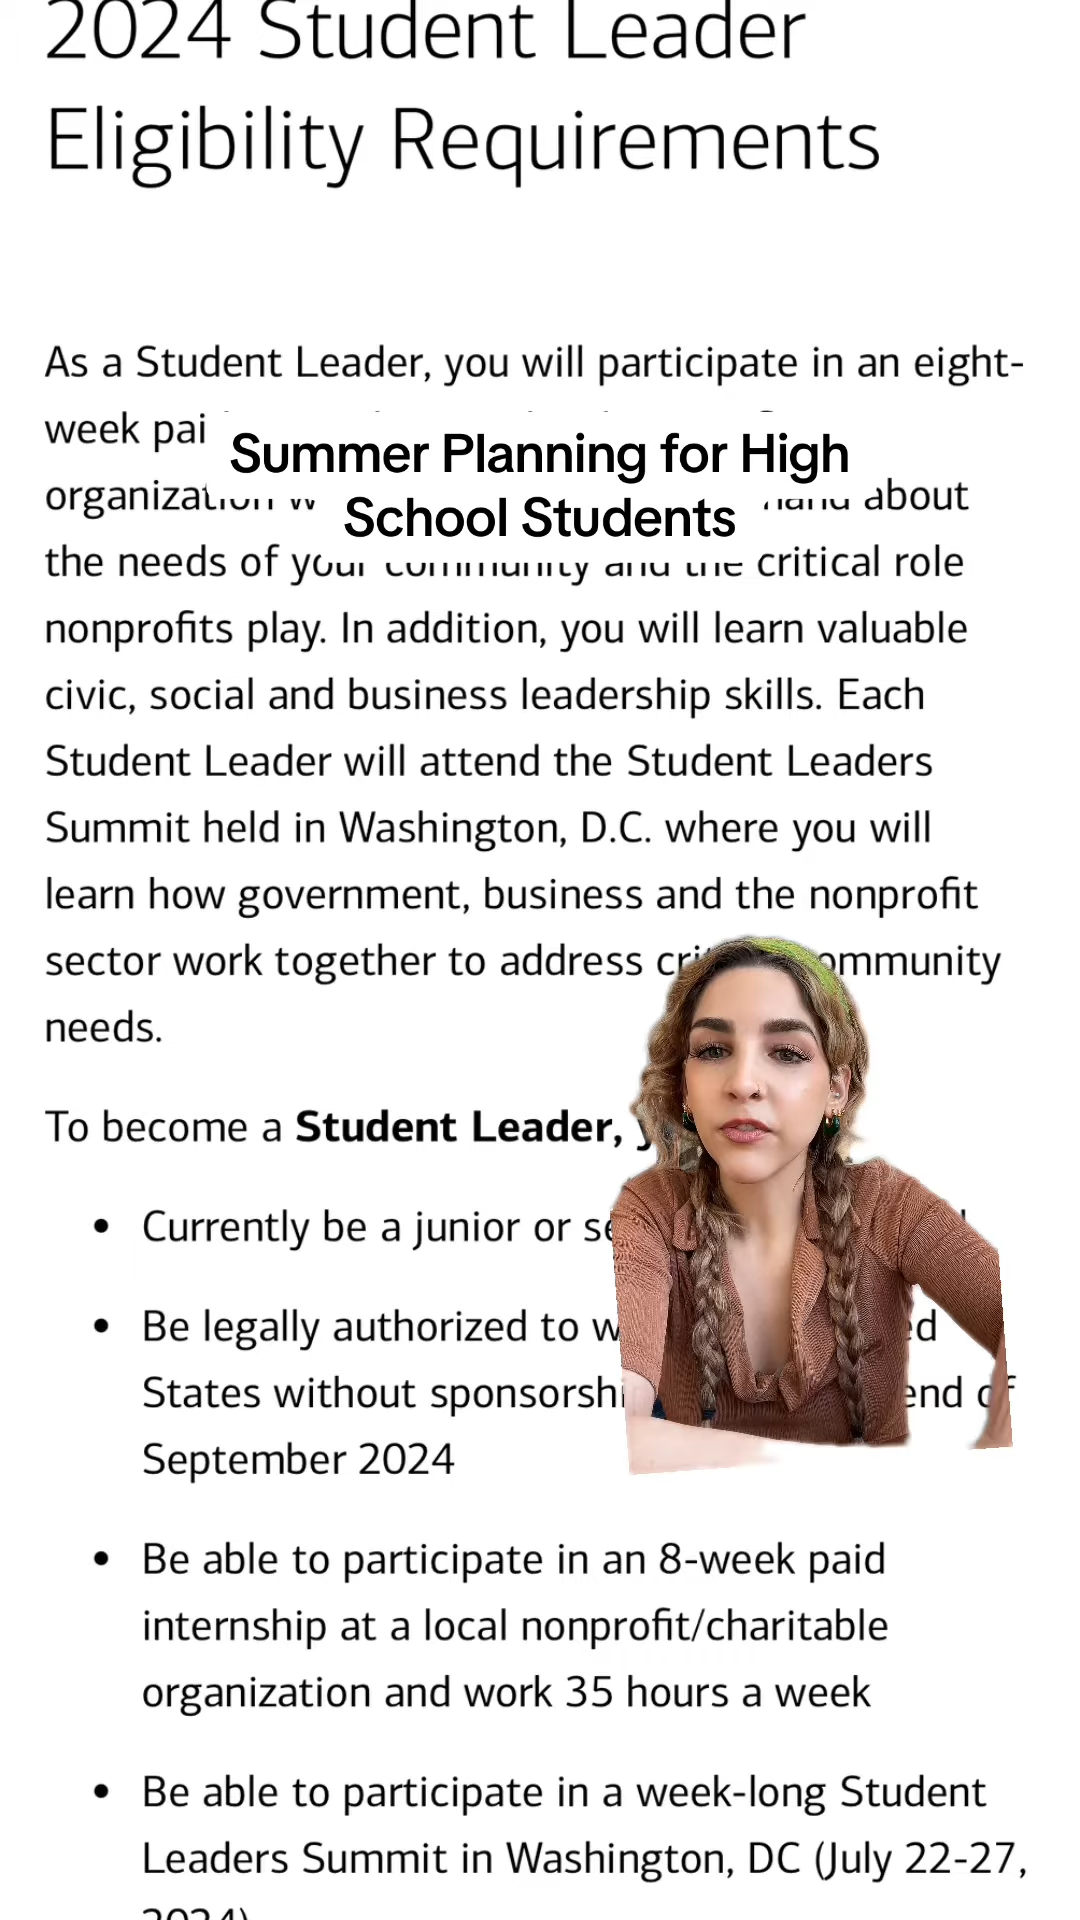 2024 Student Leader
Eligibility Requirements
As a Student Leader, you will participate in an eight-
week
Summer Planning for High
School Students
about
the needs of your community and the critical role
nonprofits play. In addition, you will learn valuable
civic, social and business leadership skills. Each
Student Leader will attend the Student Leaders
Summit held in Washington, D.C. where you will
learn how government, business and the nonprofit
sector work together to address
needs.
To become a Student Leader,
• Currently be a junior or
• Be legally authorized to
States without
September 2024
• Be able to participate in an 8-week paid
internship at a local nonprofit/charitable
organization and work 35 hours a week
• Be able to participate in a week-long Student
Leaders Summit in Washington, DC (July 22-27,
2024)